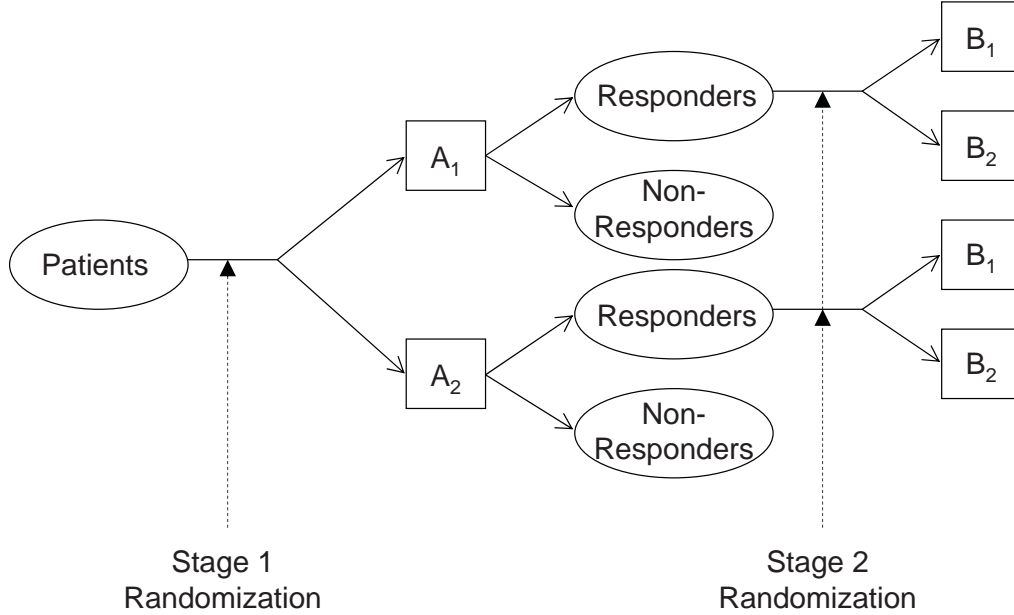 Patients
A1
A2
Responders
Non-
Responders
Responders
Non-
Responders
B1
B2
B1
B2
Stage 1
Randomization
Stage 2
Randomization